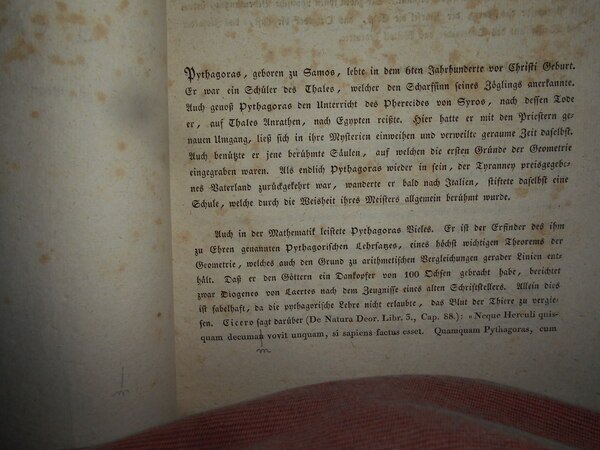 Pythagoras, geboren zu Samos, lebte in dem 6ten Jahrhunderte vor Christi Geburt.
Er war ein Schüler des Thales, welcher den Scharfsinn seines Zöglings anerkannte.
Auch genoß Pythagoras den Unterricht des Pherecides von Syros, nach dessen Tode
er, auf Thales Anrathen, nach Egypten reiste. Hier hatte er mit den Priestern ge-
nauen Umgang, ließ sich in ihre Mysterien einweihen und verweilte geraume Zeit daselbst.
Auch benützte er jene berühmte Säulen, auf welchen die ersten Gründe der Geometrie
eingegraben waren. Als endlich Pythagoras wieder in sein, der Tyranney preisgegebe-
nes Vaterland zurückgekehrt war, wanderte er bald nach Italien, stiftete daselbst eine
Schule, welche durch die Weisheit ihres Meisters allgemein berühmt wurde.
Auch in der Mathematik leistete Pythagoras Vieles. Er ist der Erfinder des ihm
zu Ehren genannten Pythagorischen Lehrsatzes, eines höchst wichtigen Theorems der
Geometrie, welches auch den Grund zu arithmetischen Vergleichungen gerader Linien ent-
hält. Daß er den Göttern ein Dankopfer von 100 Ochsen gebracht habe, berichtet
zwar Diogenes von Laertes nach dem Zeugnisse eines alten Schriftstellers. Allein dies
ist fabelhaft, da die pythagorische Lehre nicht erlaubte, das Blut der Thiere zu vergie-
sen. Cicero sagt darüber (De Natura Deor. Libr. 3., Cap. 88.): »Neque Herculi quis-
quam decuman vovit unquam, si sapiens factus esset. Quamquam Pythagoras, cum
m